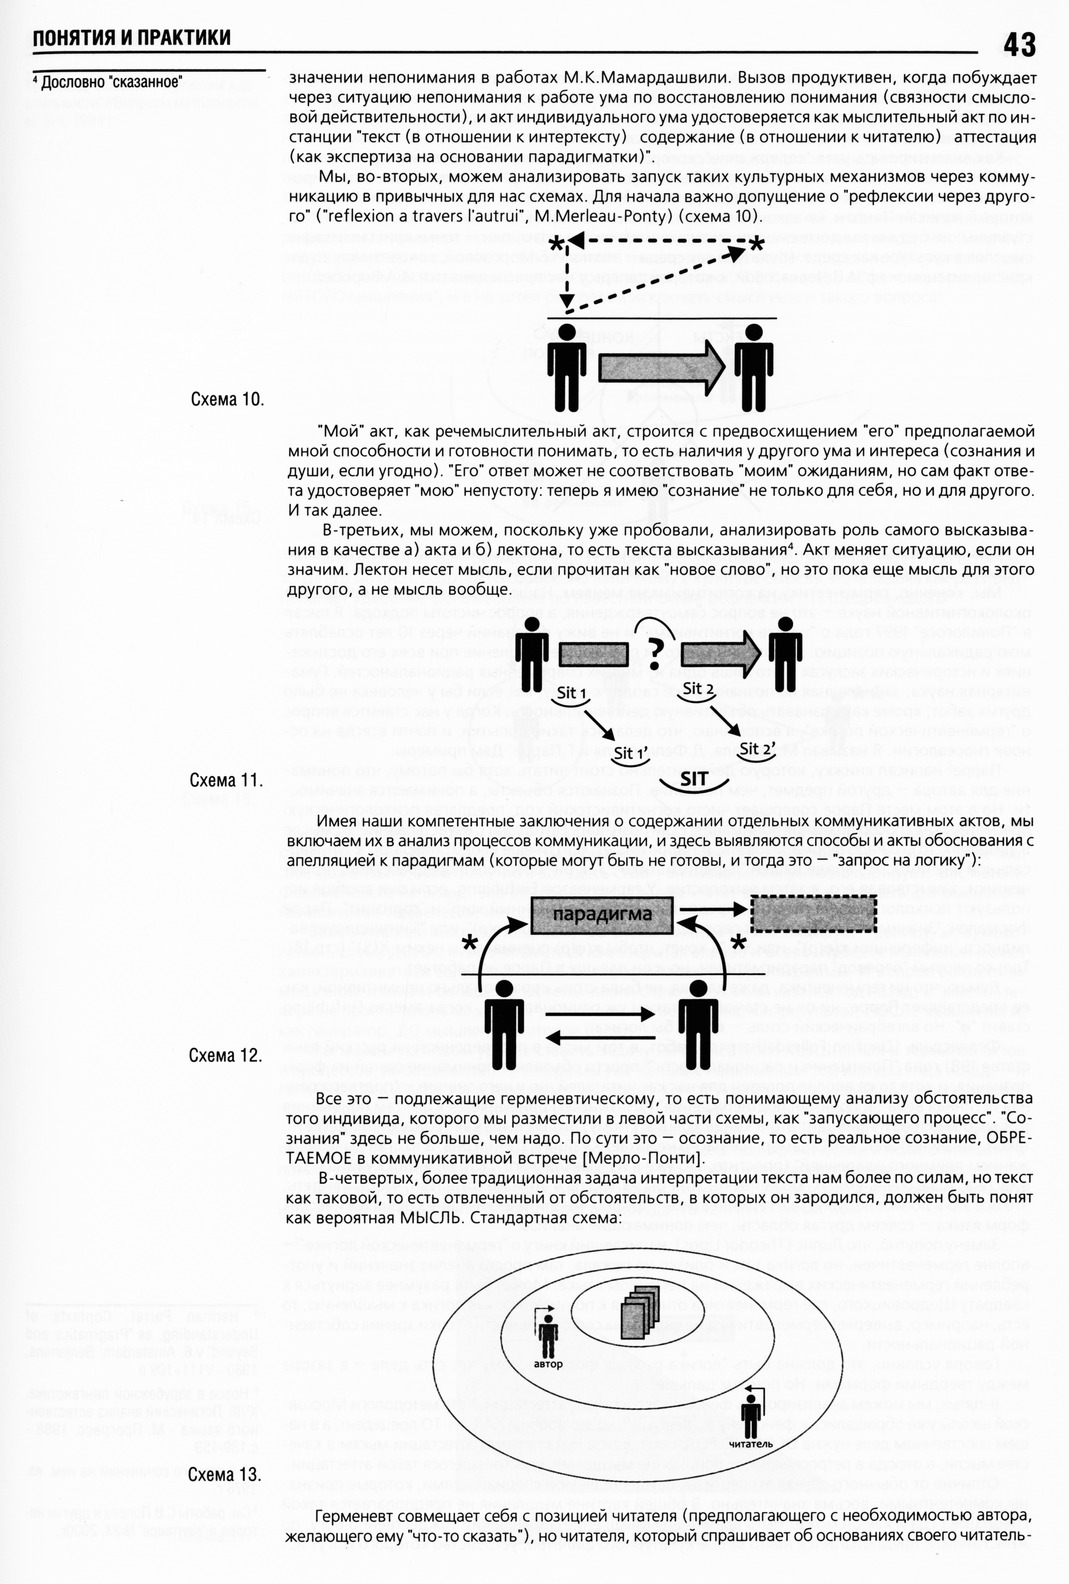 ПОНЯТИЯ И ПРАКТИКИ
43
⁴ Дословно "сказанное"
значении непонимания в работах М.К.Мамардашвили. Вызов продуктивен, когда побуждает
через ситуацию непонимания к работе ума по восстановлению понимания (связности смысло-
вой действительности), и акт индивидуального ума удостоверяется как мыслительный акт по ин-
станции "текст (в отношении к интертексту) содержание (в отношении к читателю) аттестация
(как экспертиза на основании парадигматки)".
Мы, во-вторых, можем анализировать запуск таких культурных механизмов через комму-
никацию в привычных для нас схемах. Для начала важно допущение о "рефлексии через друго-
го" ("reflexion a travers l'autrui", M.Merleau-Ponty) (схема 10).
* *
Схема 10.
"Мой" акт, как речемыслительный акт, строится с предвосхищением "его" предполагаемой
мной способности и готовности понимать, то есть наличия у другого ума и интереса (сознания и
души, если угодно). "Его" ответ может не соответствовать "моим" ожиданиям, но сам факт отве-
та удостоверяет "мою" непустоту: теперь я имею "сознание" не только для себя, но и для другого.
И так далее.
В-третьих, мы можем, поскольку уже пробовали, анализировать роль самого высказыва-
ния в качестве а) акта и б) лектона, то есть текста высказывания⁴. Акт меняет ситуацию, если он
значим. Лектон несет мысль, если прочитан как "новое слово", но это пока еще мысль для этого
другого, а не мысль вообще.
?
Sit 1 Sit 2
Sit 1' Sit 2'
SIT
Схема 11.
Имея наши компетентные заключения о содержании отдельных коммуникативных актов, мы
включаем их в анализ процессов коммуникации, и здесь выявляются способы и акты обоснования с
апелляцией к парадигмам (которые могут быть не готовы, и тогда это — "запрос на логику"):
парадигма
* *
Схема 12.
Все это — подлежащие герменевтическому, то есть понимающему анализу обстоятельства
того индивида, которого мы разместили в левой части схемы, как "запускающего процесс". "Со-
знания" здесь не больше, чем надо. По сути это — осознание, то есть реальное сознание, ОБРЕ-
ТАЕМОЕ в коммуникативной встрече [Мерло-Понти].
В-четвертых, более традиционная задача интерпретации текста нам более по силам, но текст
как таковой, то есть отвлеченный от обстоятельств, в которых он зародился, должен быть понят
как вероятная МЫСЛЬ. Стандартная схема:
автор
читатель
Схема 13.
Герменевт совмещает себя с позицией читателя (предполагающего с необходимостью автора,
желающего ему "что-то сказать"), но читателя, который спрашивает об основаниях своего читатель-